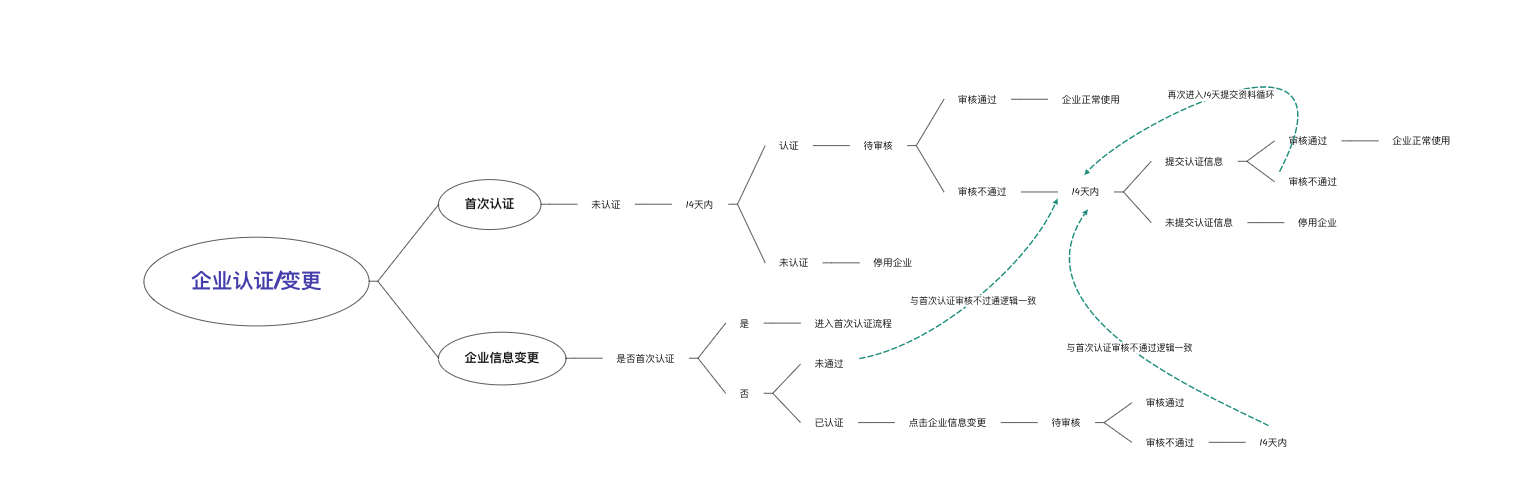 企业认证/变更
首次认证
未认证
14天内
认证
待审核
审核通过
企业正常使用
审核不通过
14天内
再次进入14天提交资料循环
提交认证信息
审核通过
企业正常使用
审核不通过
未提交认证信息
停用企业
未认证
停用企业
企业信息变更
是否首次认证
是
进入首次认证流程
否
未通过
与首次认证审核不过通逻辑一致
已认证
点击企业信息变更
待审核
审核通过
审核不通过
14天内
与首次认证审核不通过逻辑一致